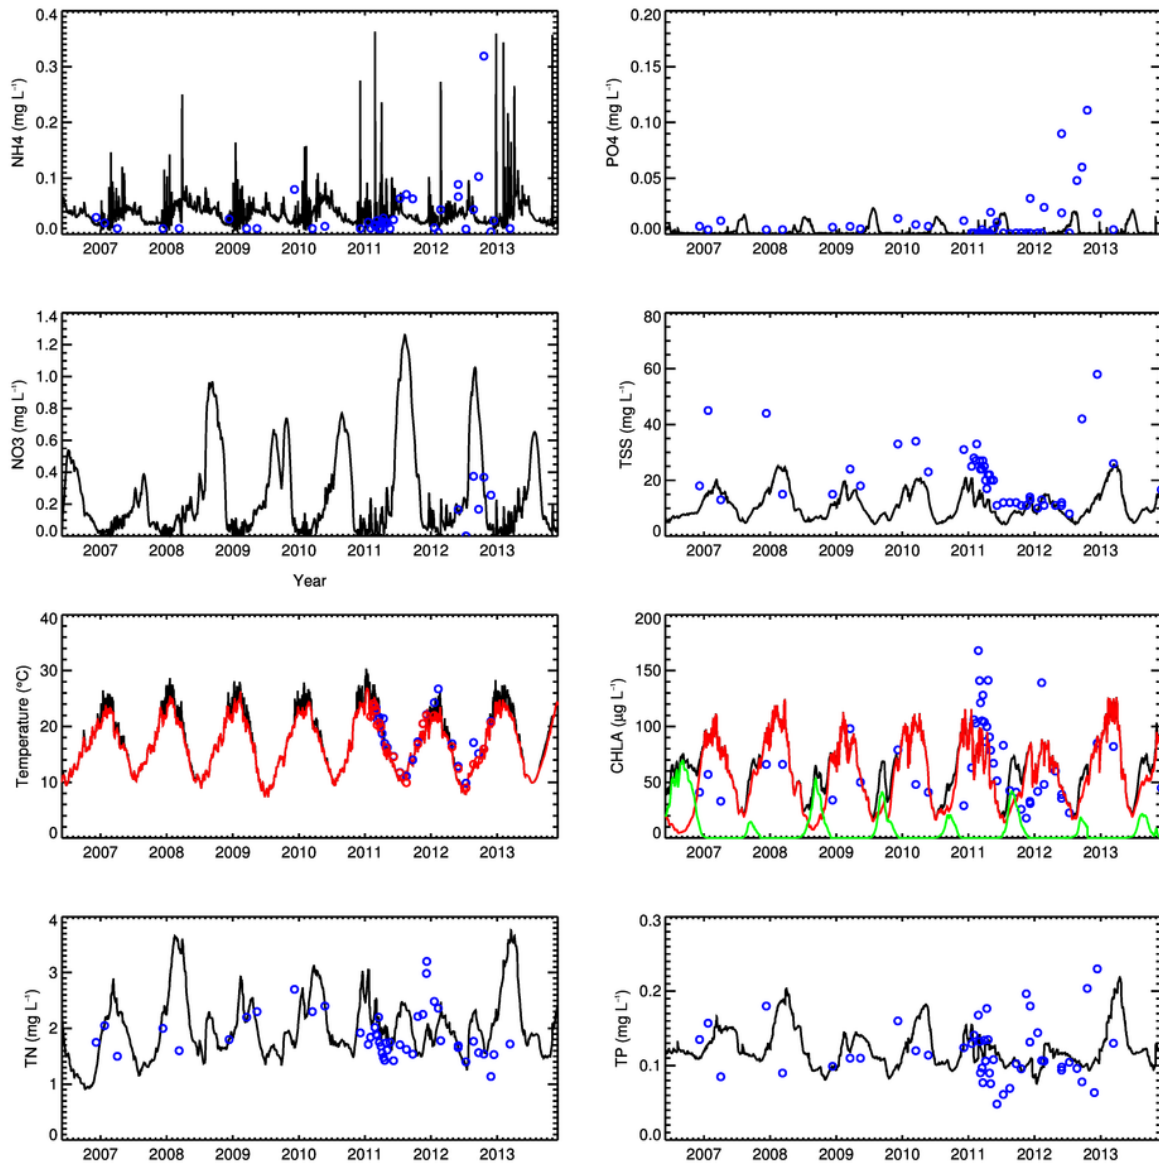 NH4 (mg L⁻¹)
0.4
0.3
0.2
0.1
0.0
2007 2008 2009 2010 2011 2012 2013
PO4 (mg L⁻¹)
0.20
0.15
0.10
0.05
0.00
2007 2008 2009 2010 2011 2012 2013
NO3 (mg L⁻¹)
1.4
1.2
1.0
0.8
0.6
0.4
0.2
0.0
2007 2008 2009 2010 2011 2012 2013
Year
TSS (mg L⁻¹)
80
60
40
20
0
2007 2008 2009 2010 2011 2012 2013
Temperature (°C)
40
30
20
10
0
2007 2008 2009 2010 2011 2012 2013
CHLA (µg L⁻¹)
200
150
100
50
0
2007 2008 2009 2010 2011 2012 2013
TN (mg L⁻¹)
4
3
2
1
0
2007 2008 2009 2010 2011 2012 2013
TP (mg L⁻¹)
0.3
0.2
0.1
0.0
2007 2008 2009 2010 2011 2012 2013